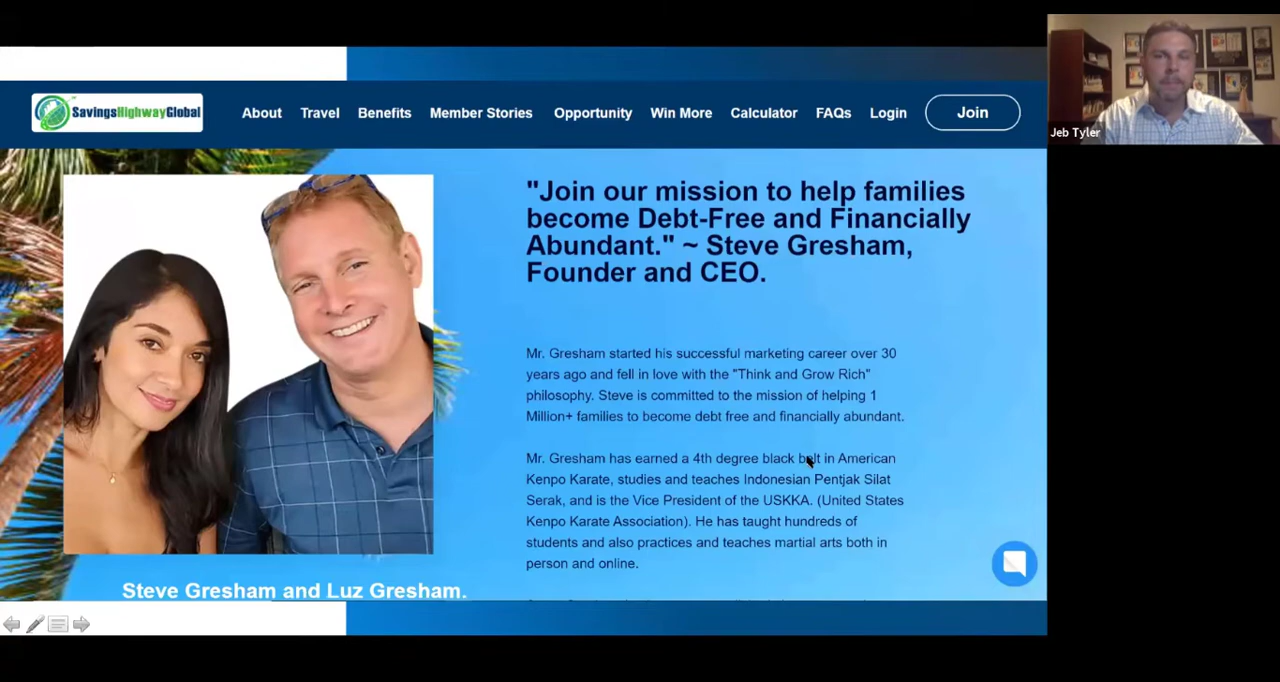 SavingsHighwayGlobal
About Travel Benefits Member Stories Opportunity Win More Calculator FAQs Login Join
Jeb Tyler
"Join our mission to help families
become Debt-Free and Financially
Abundant." ~ Steve Gresham,
Founder and CEO.
Mr. Gresham started his successful marketing career over 30
years ago and fell in love with the "Think and Grow Rich"
philosophy. Steve is committed to the mission of helping 1
Million+ families to become debt free and financially abundant.
Mr. Gresham has earned a 4th degree black belt in American
Kenpo Karate, studies and teaches Indonesian Pentjak Silat
Serak, and is the Vice President of the USKKA. (United States
Kenpo Karate Association). He has taught hundreds of
students and also practices and teaches martial arts both in
person and online.
Steve Gresham and Luz Gresham.